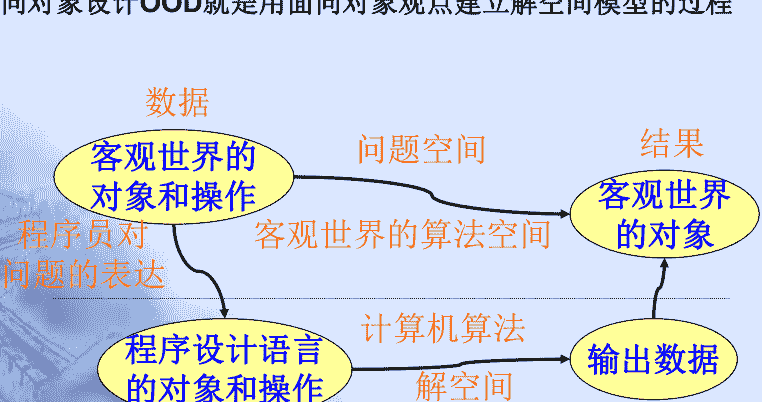 向对象设计OOD就是用面向对象观点建立解空间模型的过程
数据
客观世界的
对象和操作
问题空间
结果
客观世界
的对象
程序员对
问题的表达
客观世界的算法空间
计算机算法
程序设计语言
的对象和操作
输出数据
解空间